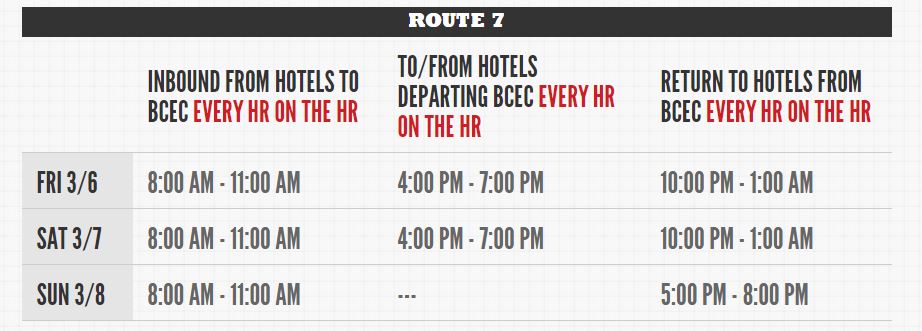 ROUTE 7
INBOUND FROM HOTELS TO
BCEC EVERY HR ON THE HR
TO/FROM HOTELS
DEPARTING BCEC EVERY HR
ON THE HR
RETURN TO HOTELS FROM
BCEC EVERY HR ON THE HR
FRI 3/6 8:00 AM - 11:00 AM 4:00 PM - 7:00 PM 10:00 PM - 1:00 AM
SAT 3/7 8:00 AM - 11:00 AM 4:00 PM - 7:00 PM 10:00 PM - 1:00 AM
SUN 3/8 8:00 AM - 11:00 AM --- 5:00 PM - 8:00 PM